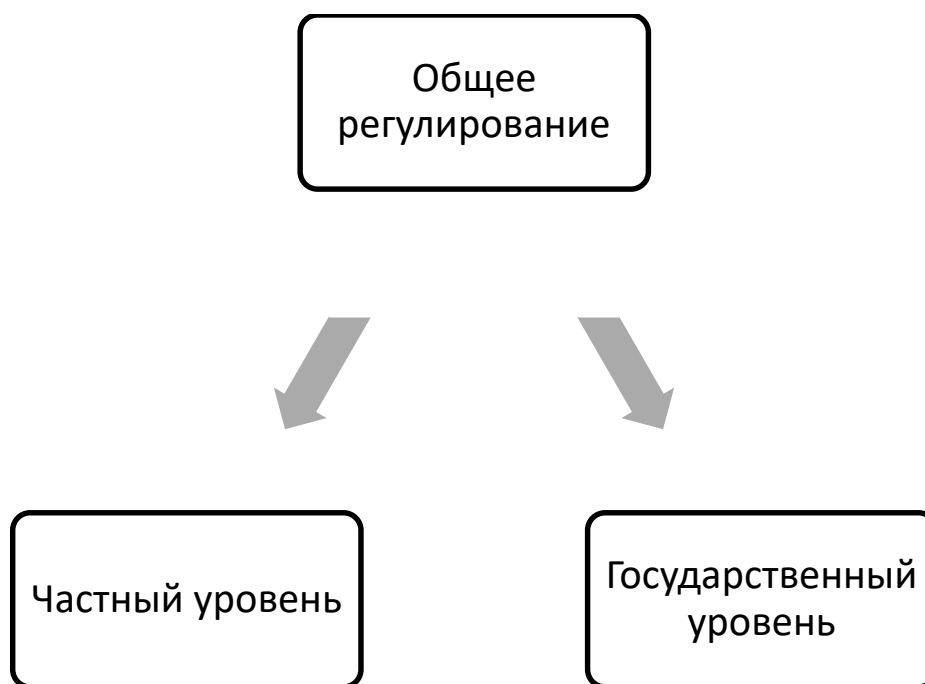 Общее
регулирование
Частный уровень
Государственный
уровень